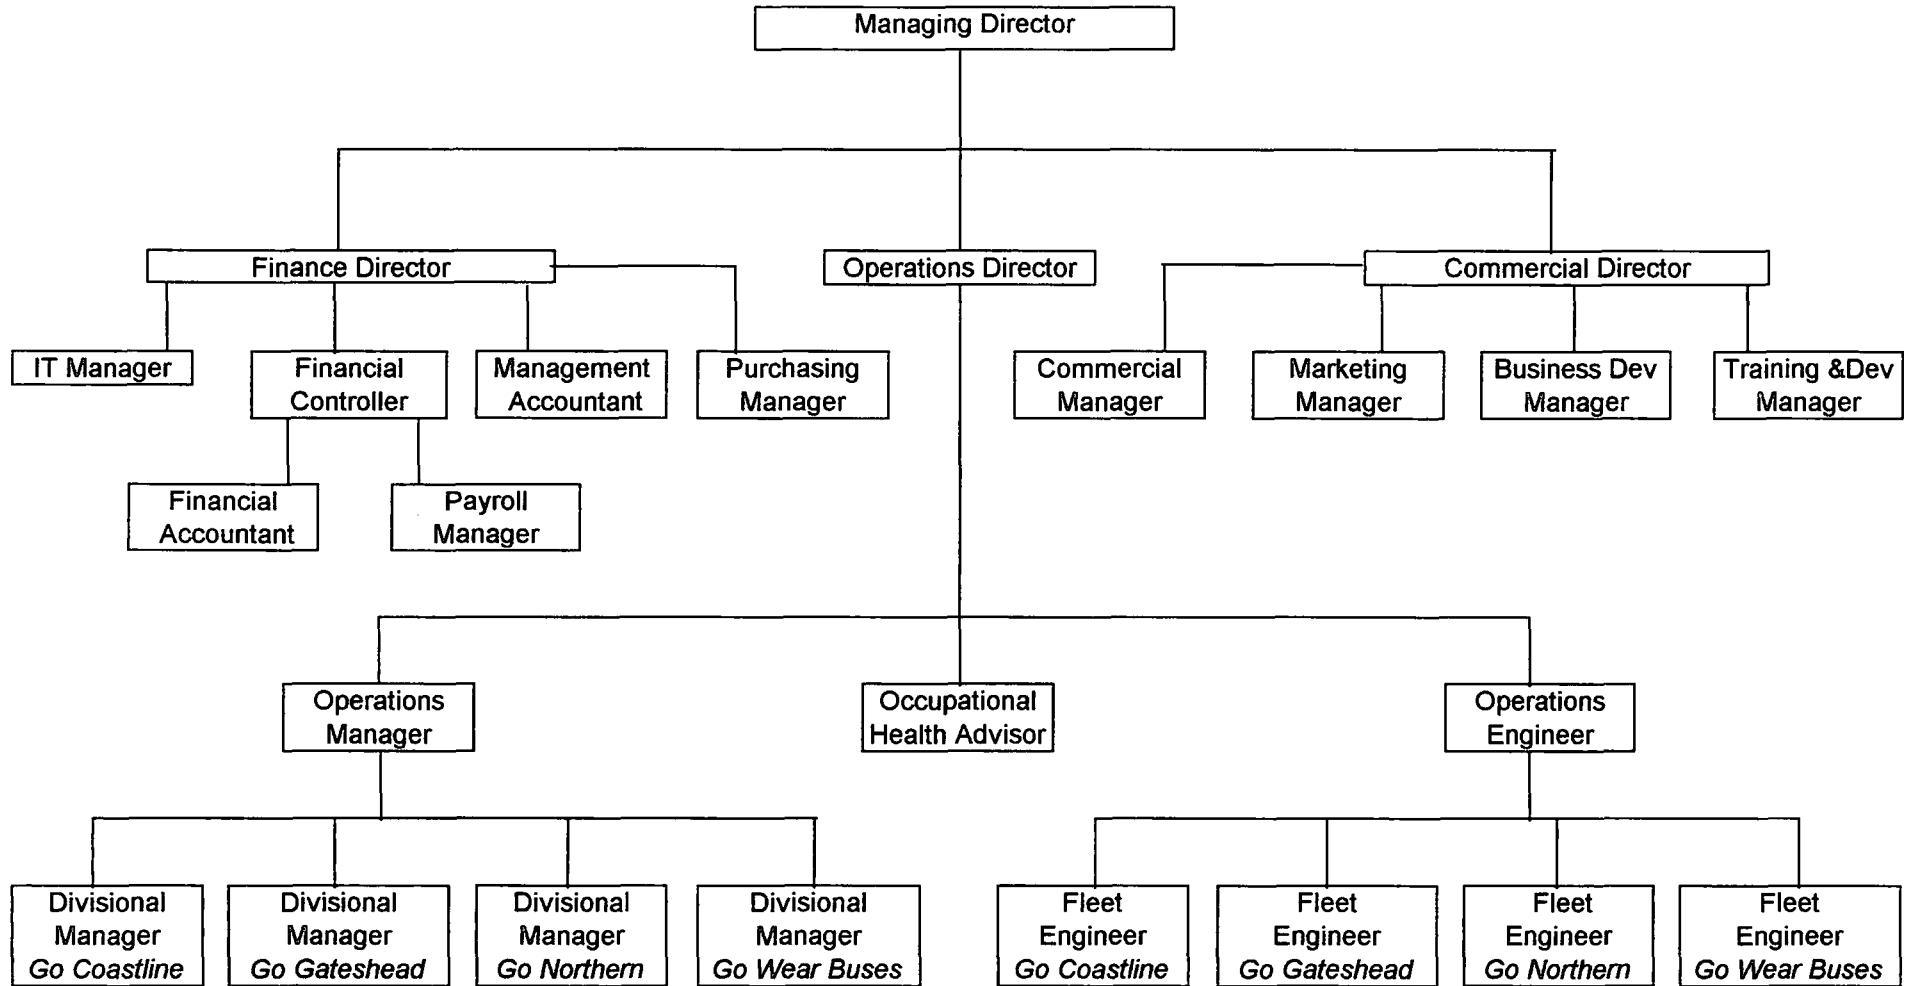 Managing Director
Finance Director
Operations Director
Commercial Director
IT Manager
Financial
Controller
Management
Accountant
Purchasing
Manager
Commercial
Manager
Marketing
Manager
Business Dev
Manager
Training &Dev
Manager
Financial
Accountant
Payroll
Manager
Operations
Manager
Occupational
Health Advisor
Operations
Engineer
Divisional
Manager
Go Coastline
Divisional
Manager
Go Gateshead
Divisional
Manager
Go Northern
Divisional
Manager
Go Wear Buses
Fleet
Engineer
Go Coastline
Fleet
Engineer
Go Gateshead
Fleet
Engineer
Go Northern
Fleet
Engineer
Go Wear Buses